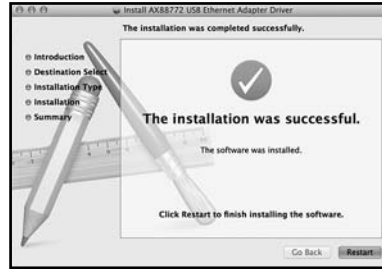 Install AX88772 USB Ethernet Adapter Driver
The installation was completed successfully.
Introduction
Destination Select
Installation Type
Installation
Summary
The installation was successful.
The software was installed.
Click Restart to finish installing the software.
Go Back
Restart